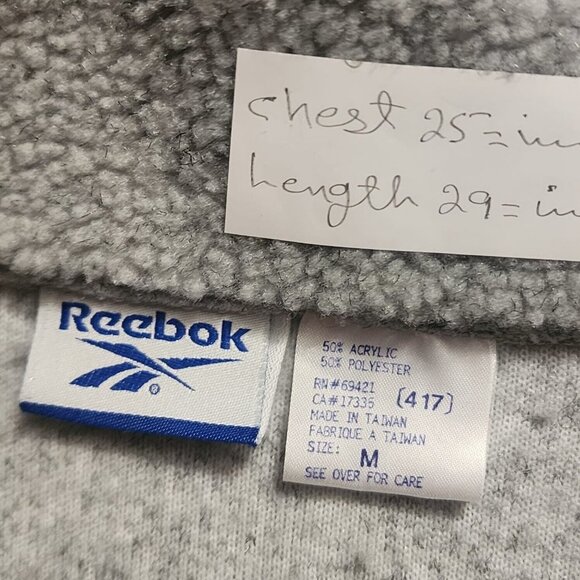 chest 25=in
Length 29=in
Reebok
®
50% ACRYLIC
50% POLYESTER
RN#69421
CA#17335 (417)
MADE IN TAIWAN
FABRIQUE A TAIWAN
SIZE: M
SEE OVER FOR CARE